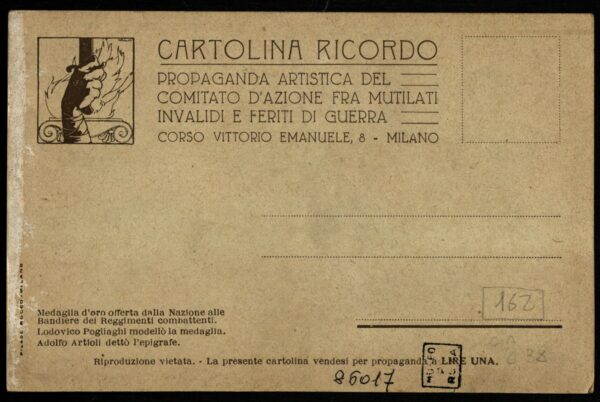 CARTOLINA RICORDO
PROPAGANDA ARTISTICA DEL
COMITATO D'AZIONE FRA MUTILATI
INVALIDI E FERITI DI GUERRA
CORSO VITTORIO EMANUELE, 8 - MILANO
162
Medaglia d'oro offerta dalla Nazione alle
Bandiere dei Reggimenti combattenti.
Lodovico Pogliaghi modellò la medaglia.
Adolfo Artioli dettò l'epigrafe.
Riproduzione vietata. - La presente cartolina vendesi per propaganda a LIRE UNA.
86017
38